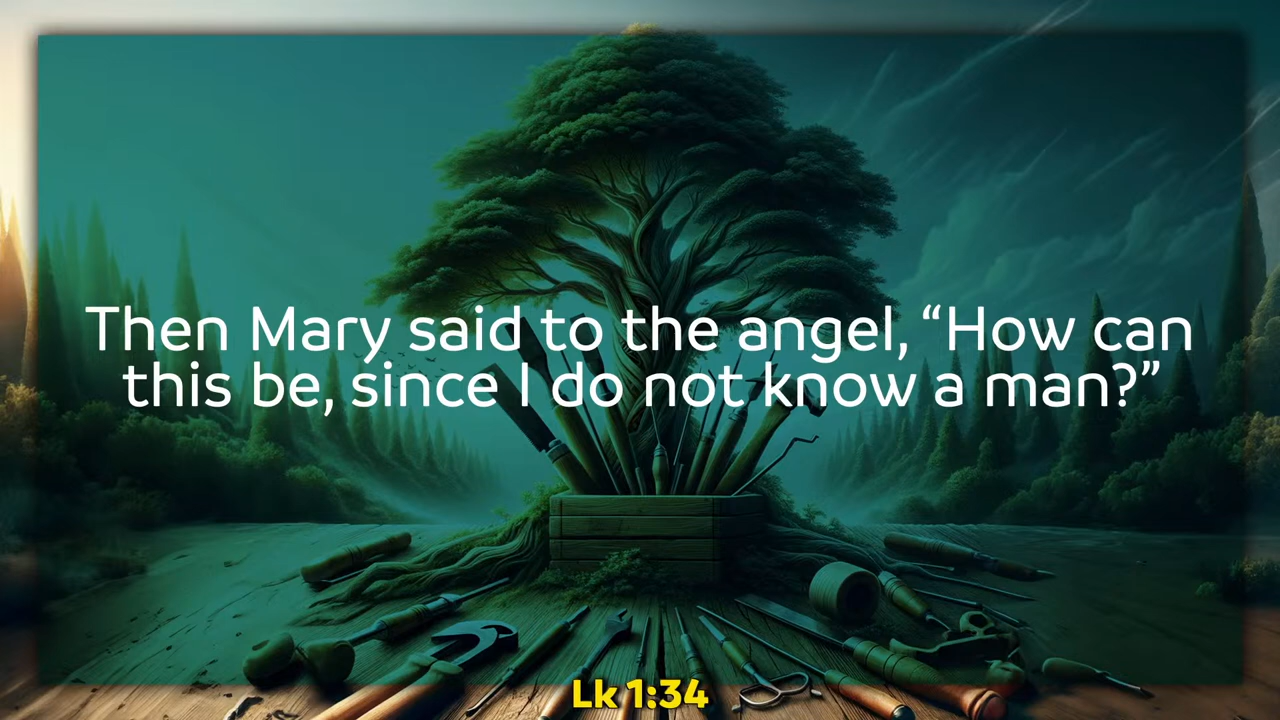 Then Mary said to the angel, “How can
this be, since I do not know a man?”
Lk 1:34